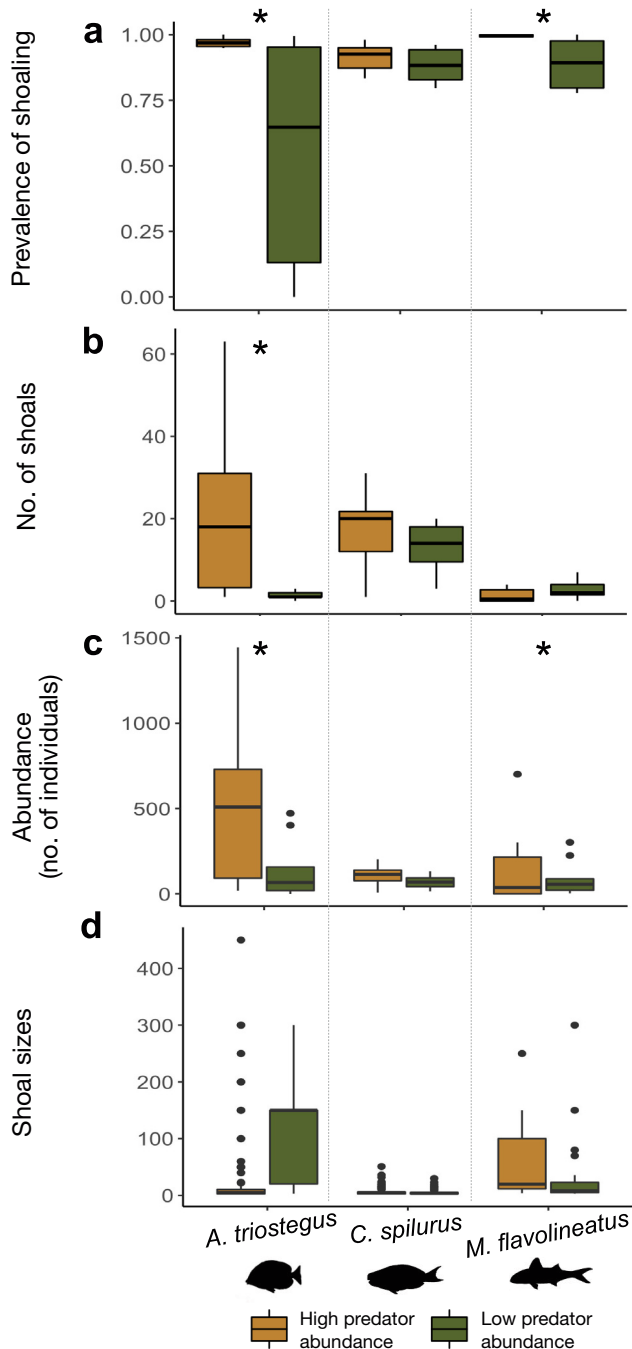 a
*
*
Prevalence of shoaling
1.00
0.75
0.50
0.25
0.00
b
*
No. of shoals
60
40
20
0
c
*
*
Abundance
(no. of individuals)
1500
1000
500
0
d
Shoal sizes
400
300
200
100
0
A. triostegus
C. spilurus
M. flavolineatus
High predator
abundance
Low predator
abundance